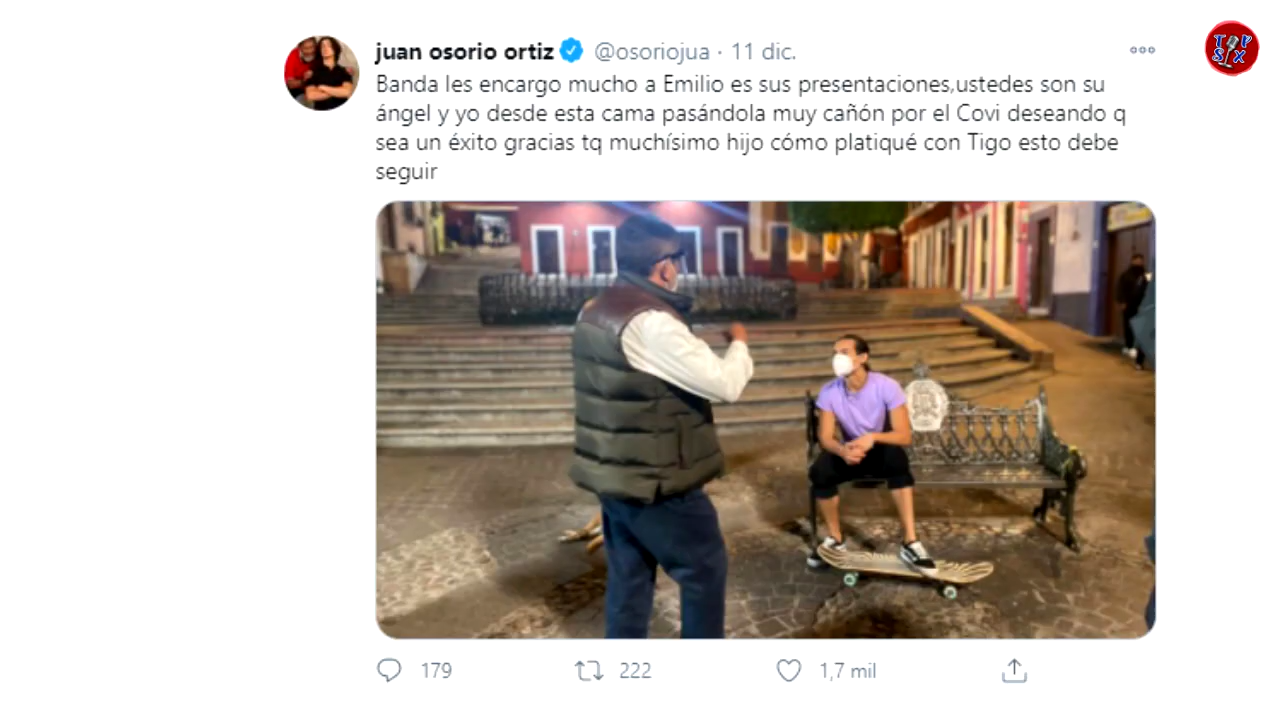 juan osorio ortiz @osoriojua · 11 dic.
Banda les encargo mucho a Emilio es sus presentaciones,ustedes son su
ángel y yo desde esta cama pasándola muy cañón por el Covi deseando q
sea un éxito gracias tq muchísimo hijo cómo platiqué con Tigo esto debe
seguir
179 222 1,7 mil
TOP
SIX